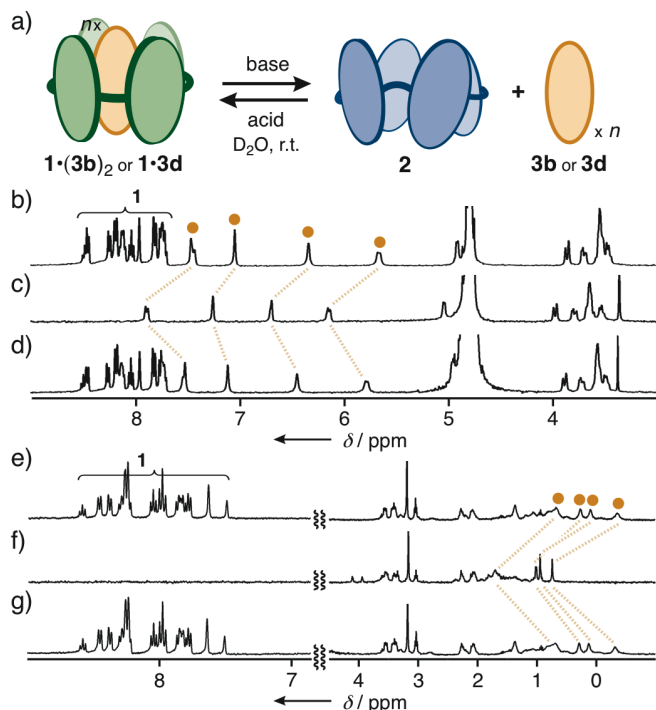 a)
n×
base
acid
D₂O, r.t.
+
× n
1•(3b)₂ or 1•3d
2
3b or 3d
b)
1
c)
d)
8 7 6 5 4
δ / ppm
e)
1
f)
g)
8 7 4 3 2 1 0
δ / ppm